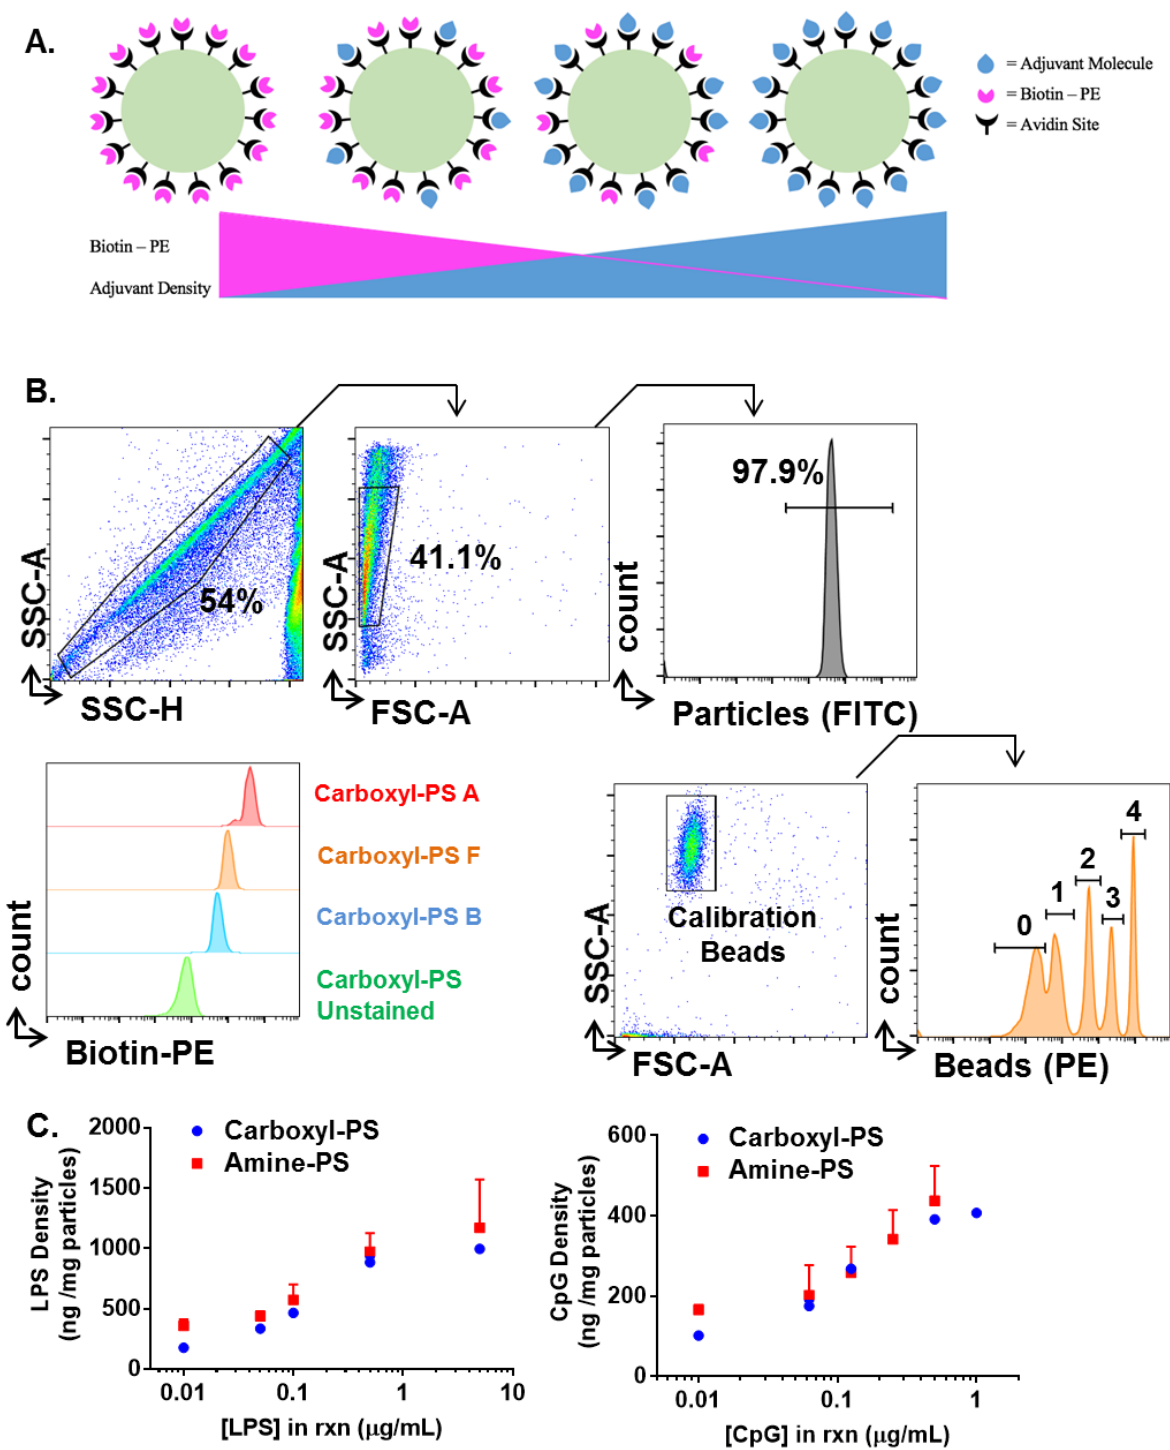 A.
= Adjuvant Molecule
= Biotin – PE
= Avidin Site
Biotin – PE
Adjuvant Density
B.
SSC-A
54%
SSC-H
SSC-A
41.1%
FSC-A
count
97.9%
Particles (FITC)
count
Carboxyl-PS A
Carboxyl-PS F
Carboxyl-PS B
Carboxyl-PS
Unstained
Biotin-PE
SSC-A
Calibration
Beads
FSC-A
count
0
1
2
3
4
Beads (PE)
C.
LPS Density
(ng /mg particles)
2000
1500
1000
500
0
Carboxyl-PS
Amine-PS
0.01
0.1
1
10
[LPS] in rxn (μg/mL)
CpG Density
(ng /mg particles)
600
400
200
0
Carboxyl-PS
Amine-PS
0.01
0.1
1
[CpG] in rxn (μg/mL)